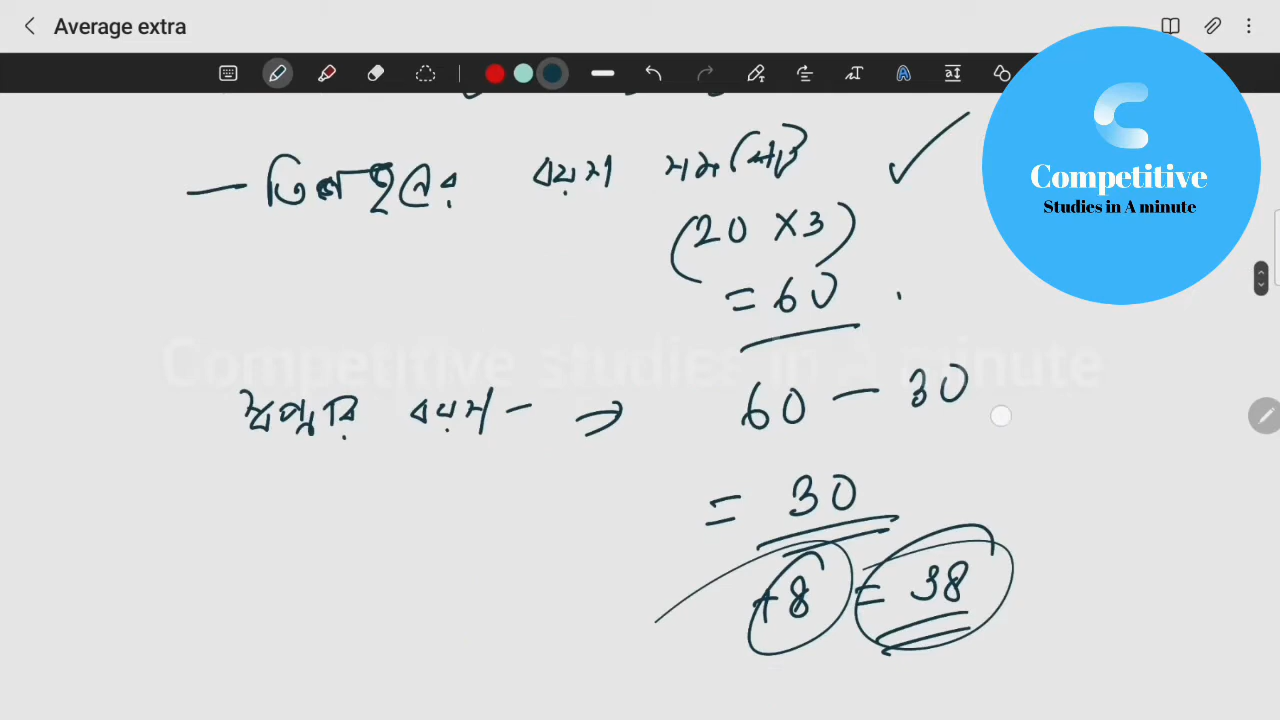 Average extra
Competitive
Studies in A minute
— তিনজনের বয়স সমষ্টি
(20 × 3)
= 60
Competitive studies in A minute
বয়স - ⇒ 60 — 30
= 30
+8 = 38